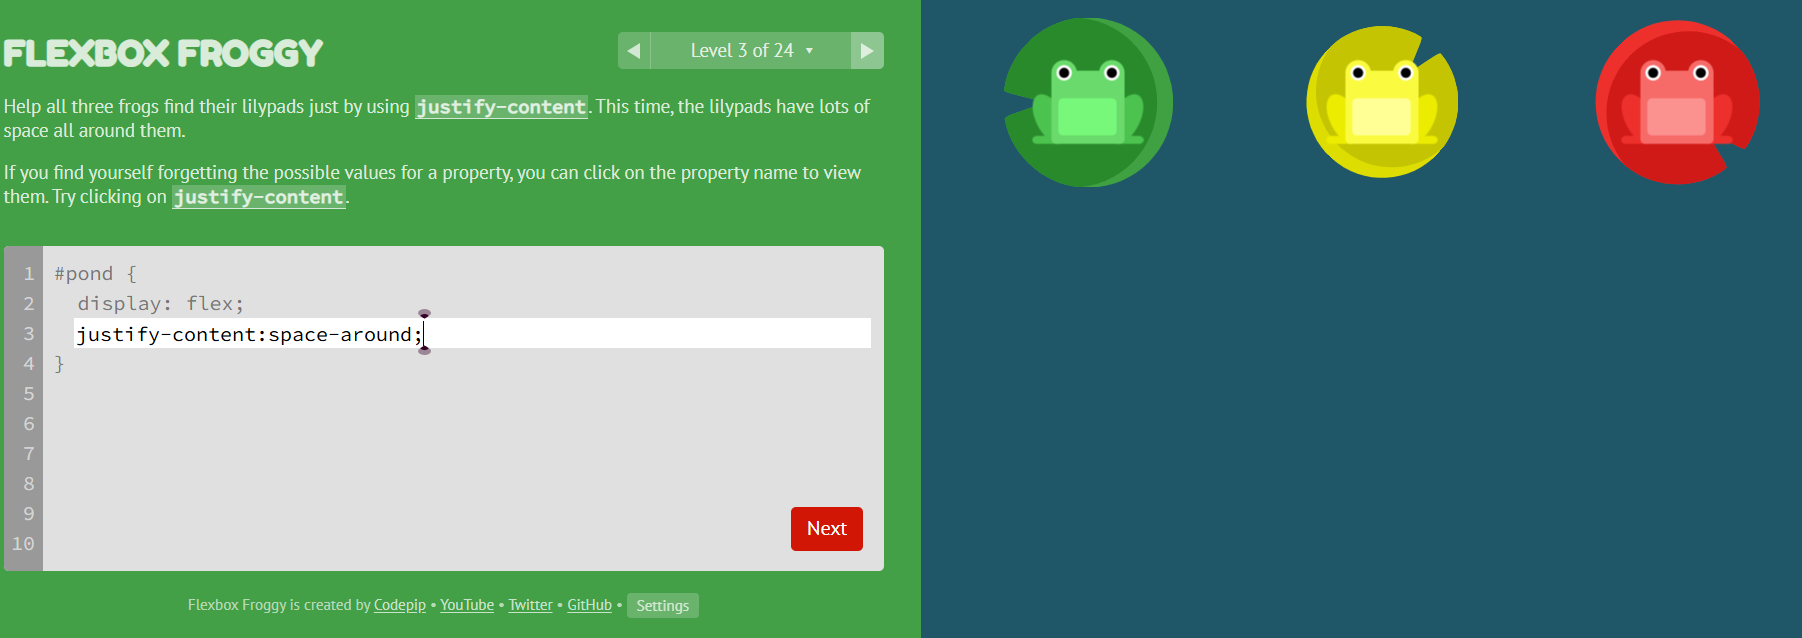 FLEXBOX FROGGY
◀ Level 3 of 24 ▼ ▶
Help all three frogs find their lilypads just by using justify-content. This time, the lilypads have lots of
space all around them.
If you find yourself forgetting the possible values for a property, you can click on the property name to view
them. Try clicking on justify-content.
1 #pond {
2 display: flex;
3 justify-content:space-around;
4 }
5
6
7
8
9
10
Next
Flexbox Froggy is created by Codepip • YouTube • Twitter • GitHub • Settings